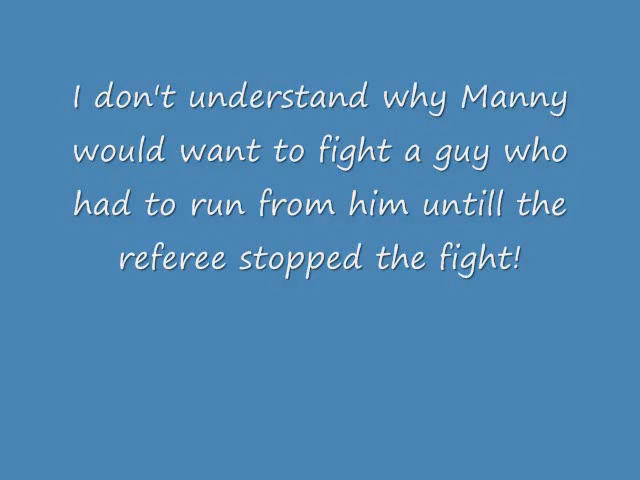 I don't understand why Manny
would want to fight a guy who
had to run from him untill the
referee stopped the fight!